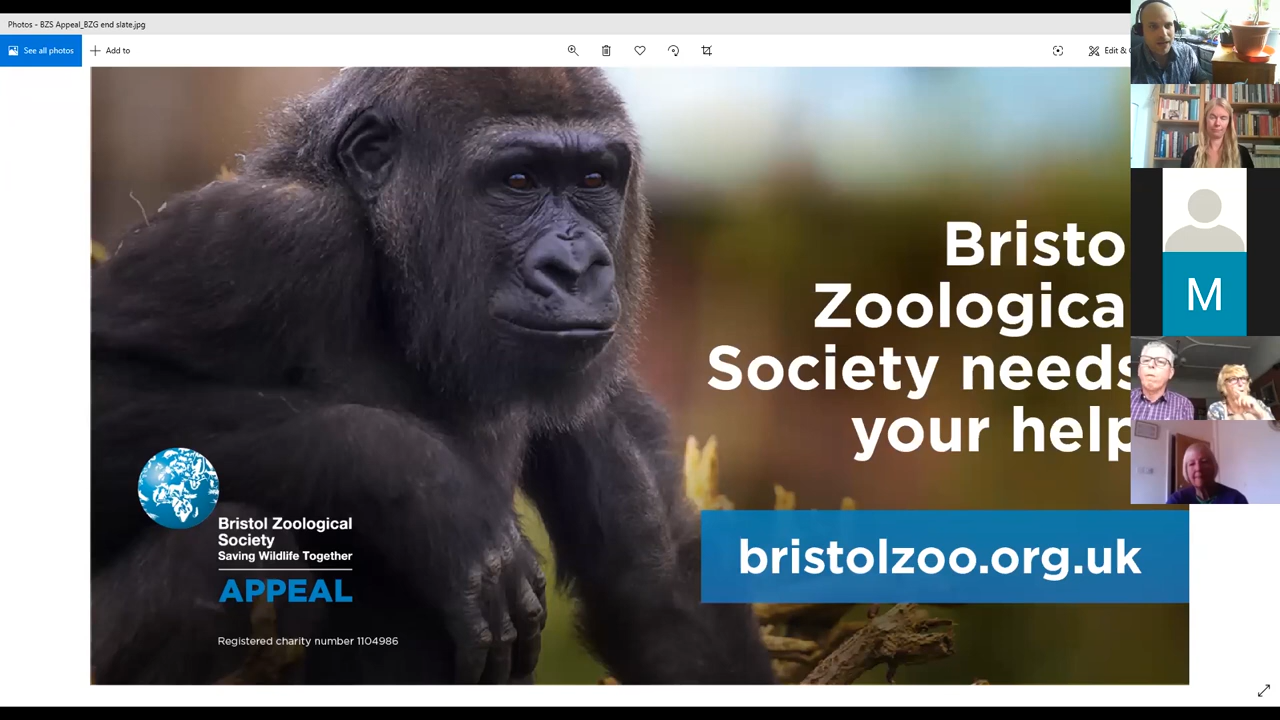 Photos - BZS Appeal_BZG end slate.jpg
See all photos
Add to
Edit & C
Bristo
Zoologica
Society needs
your help
bristolzoo.org.uk
Bristol Zoological
Society
Saving Wildlife Together
APPEAL
Registered charity number 1104986
M